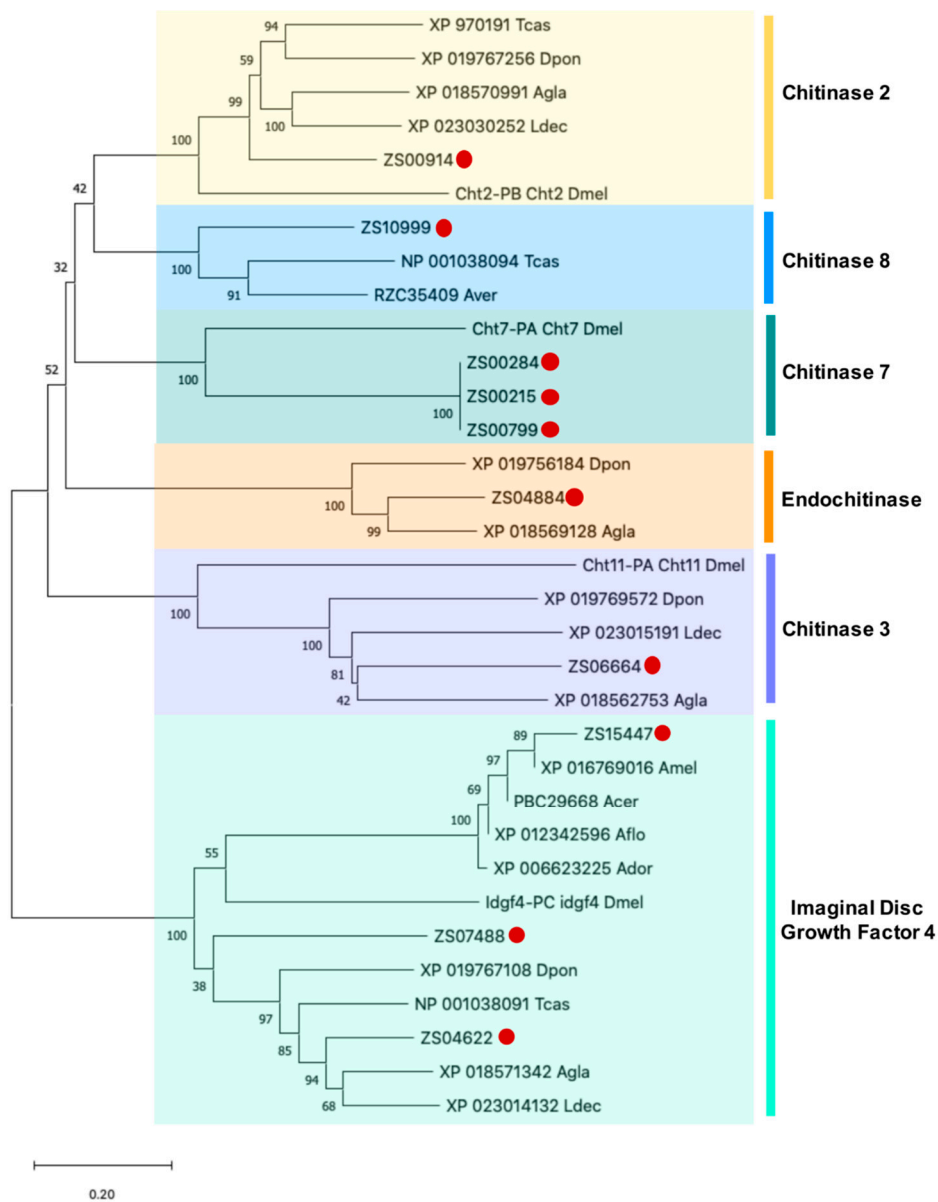 94
XP 970191 Tcas
59
XP 019767256 Dpon
99
XP 018570991 Agla
100
XP 023030252 Ldec
100
ZS00914
Cht2-PB Cht2 Dmel
Chitinase 2
42
ZS10999
100
NP 001038094 Tcas
91
RZC35409 Aver
Chitinase 8
32
Cht7-PA Cht7 Dmel
ZS00284
100
ZS00215
100
ZS00799
Chitinase 7
52
XP 019756184 Dpon
100
ZS04884
99
XP 018569128 Agla
Endochitinase
Cht11-PA Cht11 Dmel
100
XP 019769572 Dpon
100
XP 023015191 Ldec
81
ZS06664
42
XP 018562753 Agla
Chitinase 3
89
ZS15447
97
XP 016769016 Amel
69
PBC29668 Acer
100
XP 012342596 Aflo
55
XP 006623225 Ador
Idgf4-PC idgf4 Dmel
100
ZS07488
38
XP 019767108 Dpon
97
NP 001038091 Tcas
85
ZS04622
94
XP 018571342 Agla
68
XP 023014132 Ldec
Imaginal Disc
Growth Factor 4
0.20